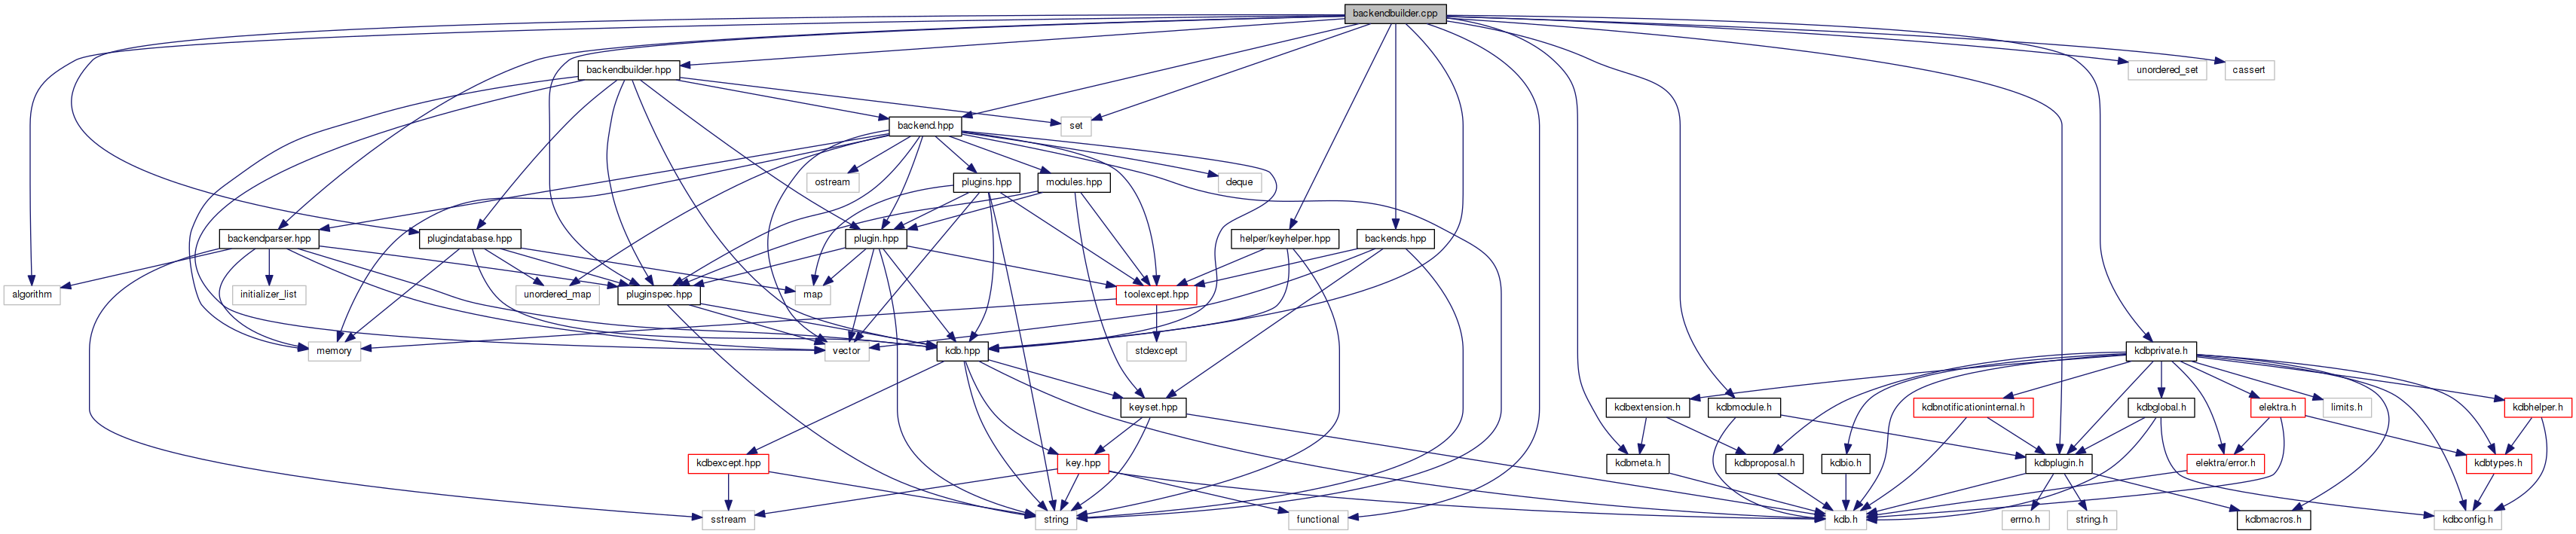 backendbuilder.cpp
backendbuilder.hpp
unordered_set
cassert
backend.hpp
set
ostream
plugins.hpp
modules.hpp
deque
backendparser.hpp
plugindatabase.hpp
plugin.hpp
helper/keyhelper.hpp
backends.hpp
algorithm
initializer_list
unordered_map
pluginspec.hpp
map
toolexcept.hpp
memory
vector
kdb.hpp
stdexcept
kdbprivate.h
keyset.hpp
kdbextension.h
kdbmodule.h
kdbnotificationinternal.h
kdbglobal.h
elektra.h
limits.h
kdbhelper.h
kdbexcept.hpp
key.hpp
kdbmeta.h
kdbproposal.h
kdbio.h
kdbplugin.h
elektra/error.h
kdbtypes.h
sstream
string
functional
kdb.h
errno.h
string.h
kdbmacros.h
kdbconfig.h